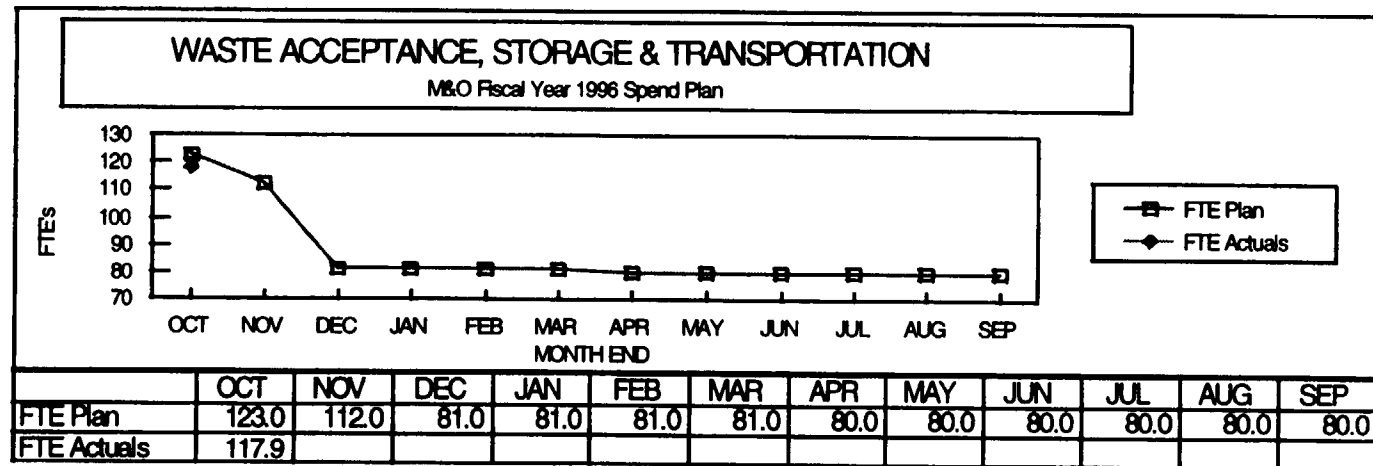 WASTE ACCEPTANCE, STORAGE & TRANSPORTATION
M&O Fiscal Year 1996 Spend Plan
130
120
110
100
90
80
70
FTE's
OCT NOV DEC JAN FEB MAR APR MAY JUN JUL AUG SEP
MONTH END
FTE Plan
FTE Actuals
OCT NOV DEC JAN FEB MAR APR MAY JUN JUL AUG SEP
FTE Plan 123.0 112.0 81.0 81.0 81.0 81.0 80.0 80.0 80.0 80.0 80.0 80.0
FTE Actuals 117.9